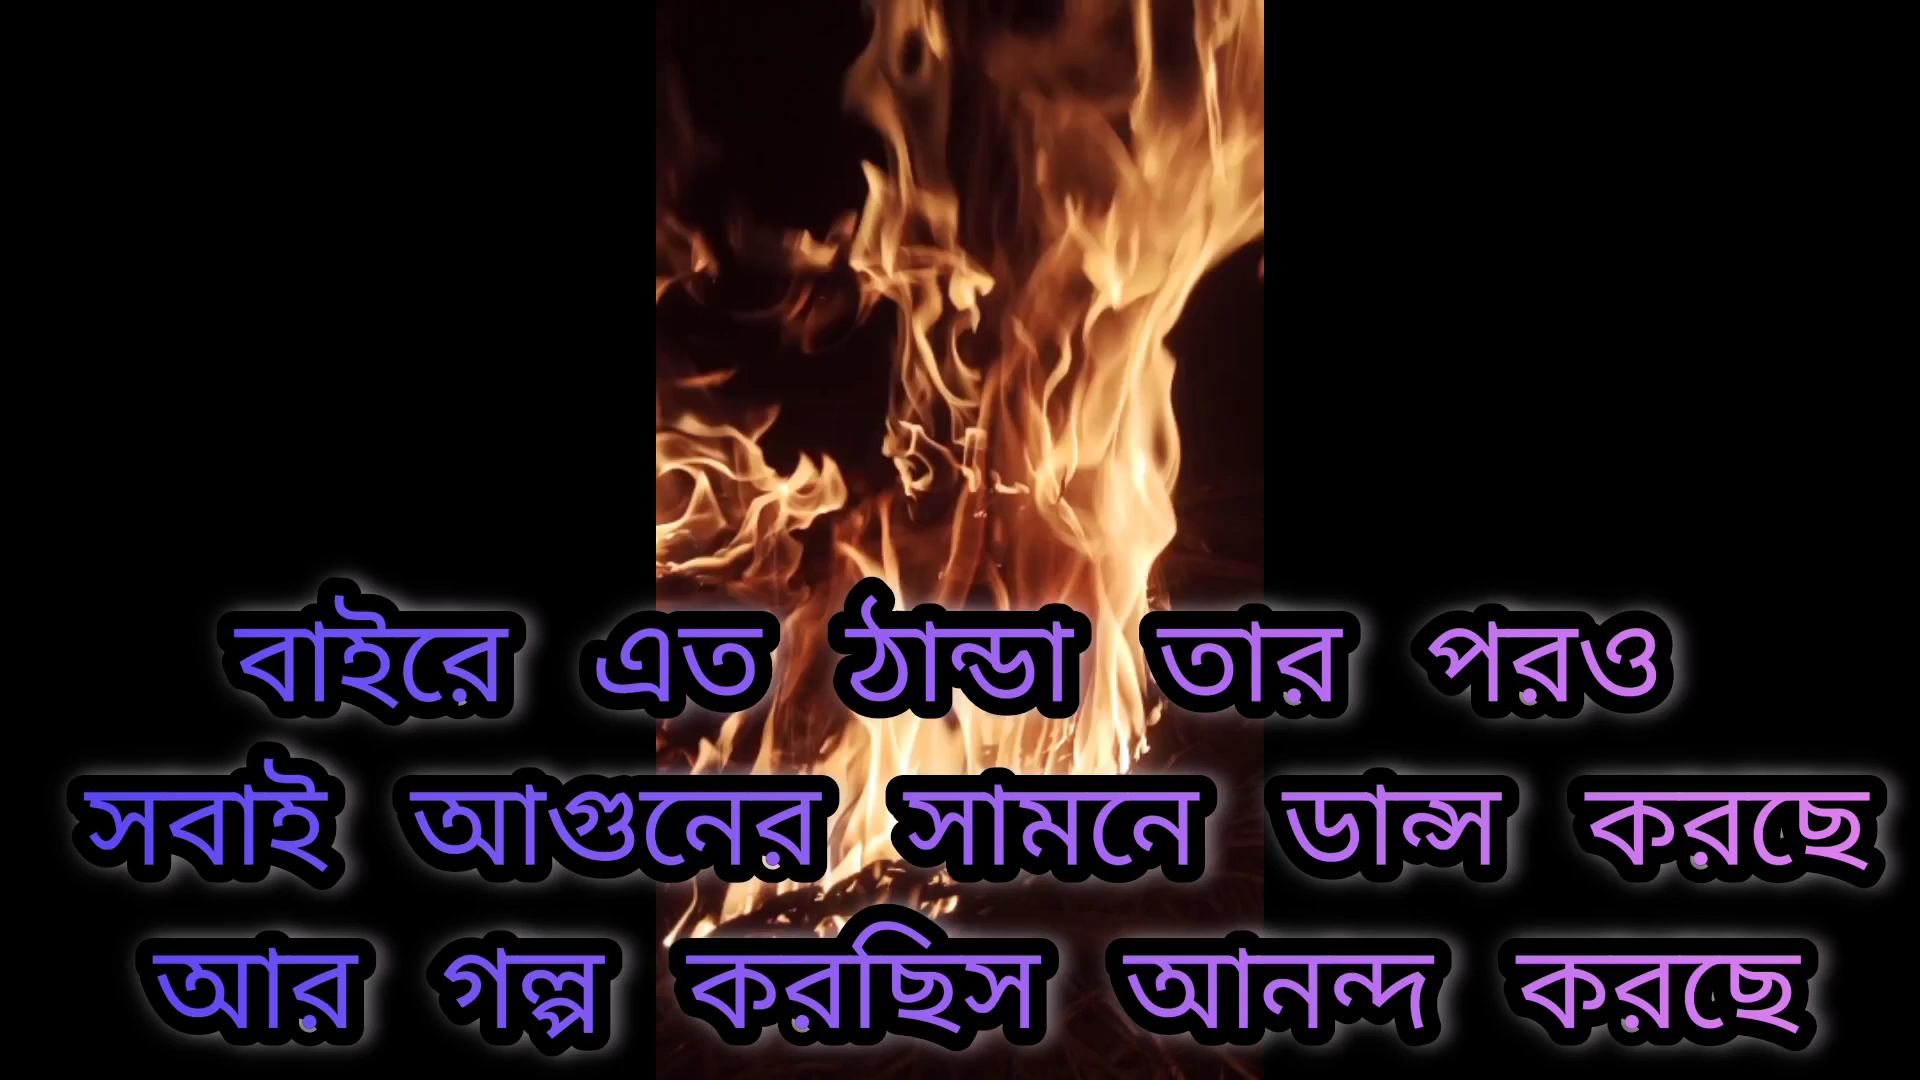 বাইরে এত ঠান্ডা তার পরও
সবাই আগুনের সামনে ডান্স করছে
আর গল্প করছিস আনন্দ করছে